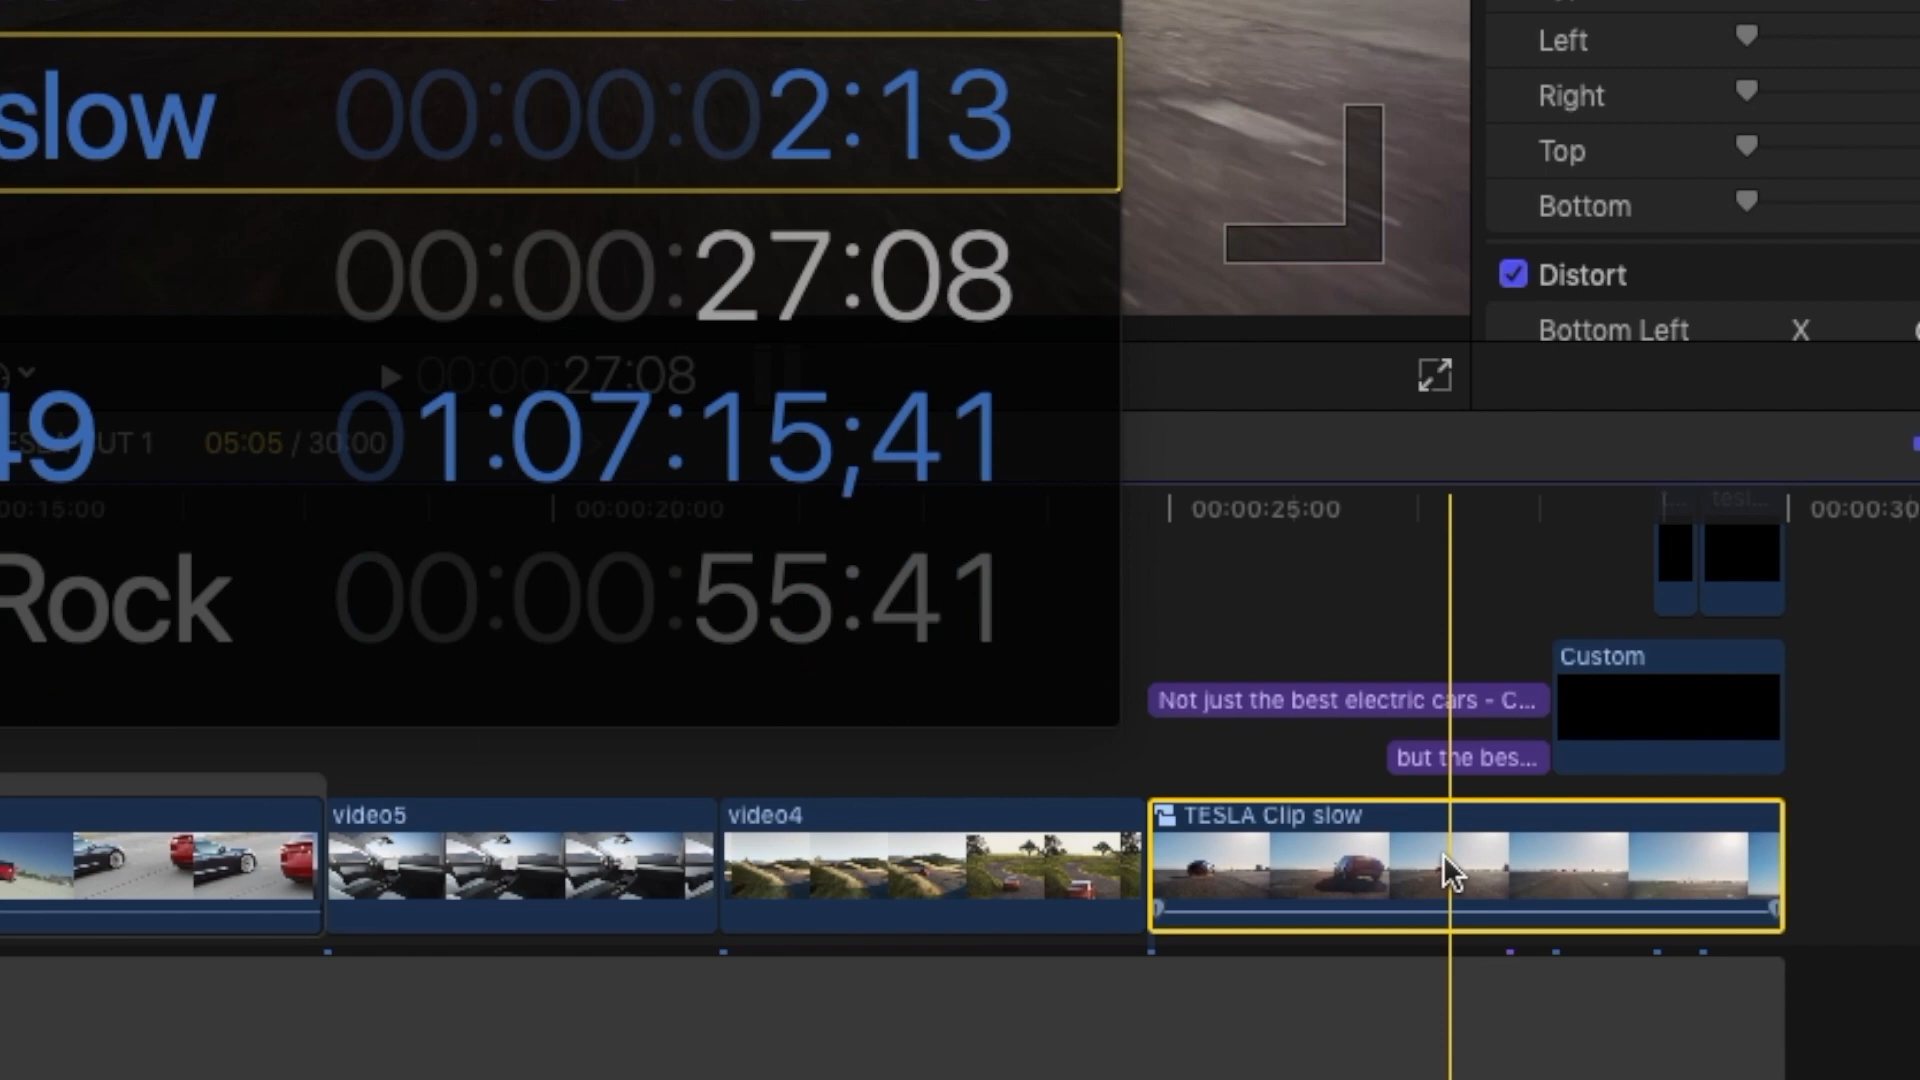 slow 00:00:02:13
00:00:27:08
49 01:07:15;41
Rock 00:00:55:41
Left
Right
Top
Bottom
Distort
Bottom Left X
00:00:27:08
UT 1 05:05 / 30:00
00:15:00 00:00:20:00 00:00:25:00 00:00:30
Custom
Not just the best electric cars - C...
but the bes...
video5 video4 TESLA Clip slow